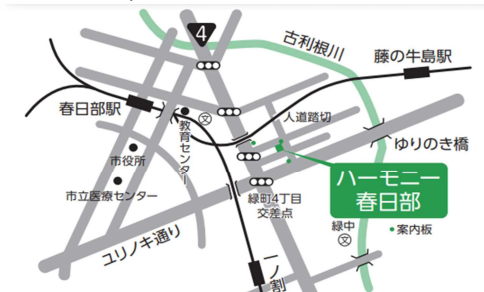 4
古利根川
藤の牛島駅
春日部駅
教育センター
文
人道踏切
ゆりのき橋
市役所
ハーモニー
春日部
市立医療センター
緑町4丁目
交差点
緑中
文
案内板
ユリノキ通り
一ノ割